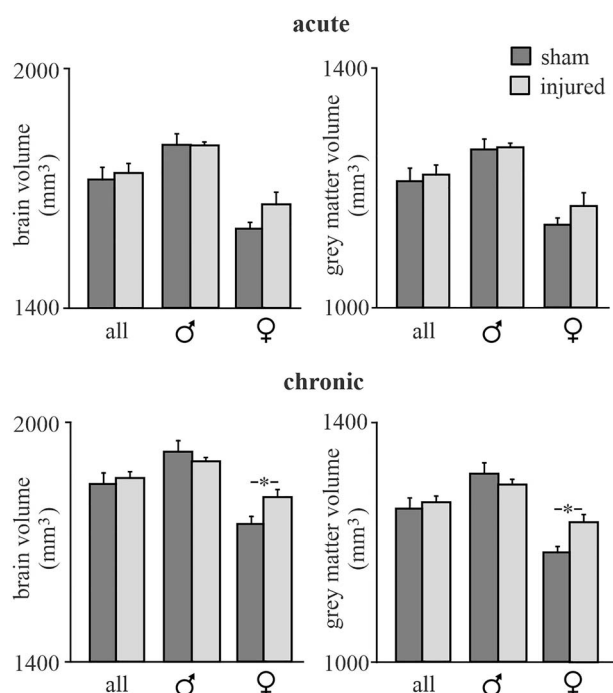 acute
2000
brain volume
(mm³)
1400
all ♂ ♀
1400
grey matter volume
(mm³)
1000
all ♂ ♀
sham
injured
chronic
2000
brain volume
(mm³)
1400
-*-
all ♂ ♀
1400
grey matter volume
(mm³)
1000
-*-
all ♂ ♀